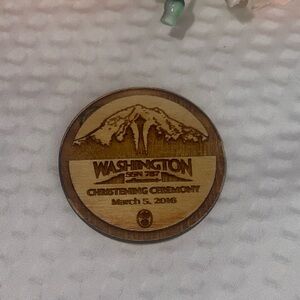 WASHINGTON
SSN 787
CHRISTENING CEREMONY
March 5, 2016